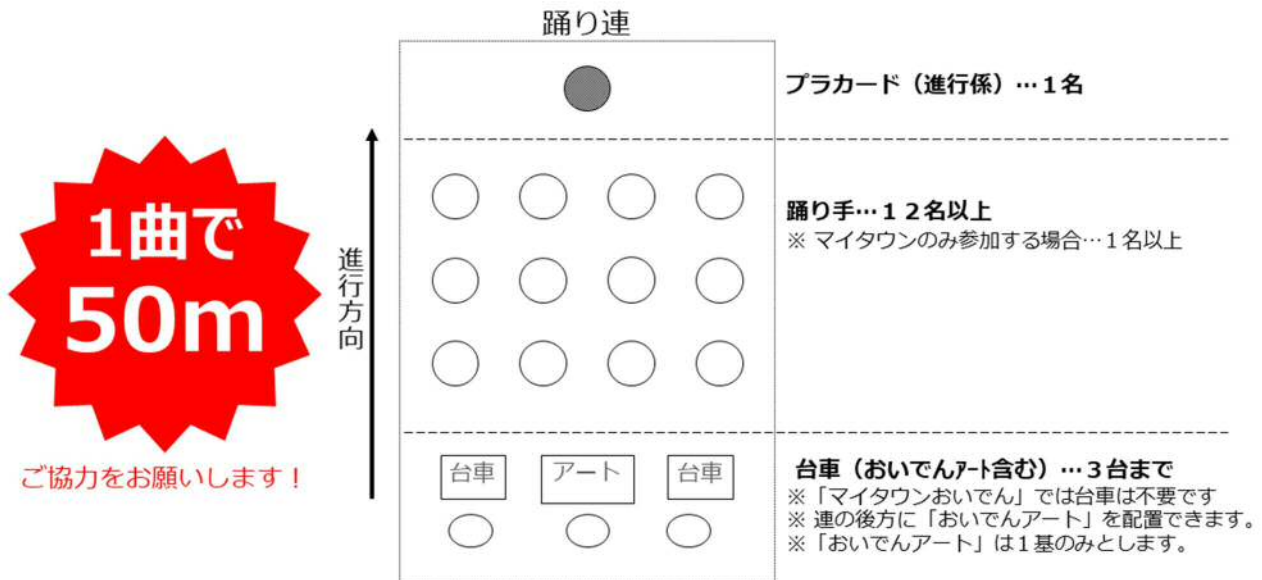 踊り連
プラカード（進行係）…１名
1曲で
50m
進行方向
踊り手…１２名以上
※ マイタウンのみ参加する場合…１名以上
ご協力をお願いします！
台車
アート
台車
台車（おいでんｱｰﾄ含む）…３台まで
※「マイタウンおいでん」では台車は不要です
※ 連の後方に「おいでんアート」を配置できます。
※「おいでんアート」は１基のみとします。